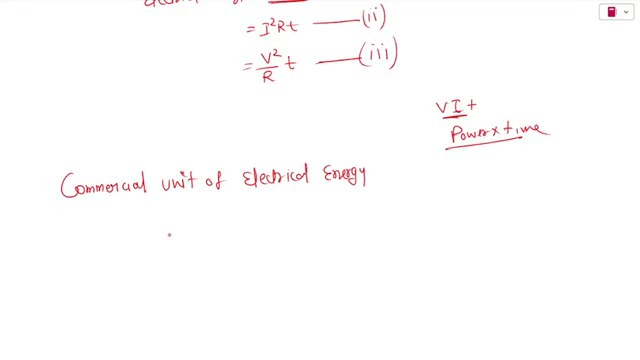 = I²Rt —— (ii)
= V²/R t —— (iii)
VIt
Power × time
Commercial unit of Electrical Energy